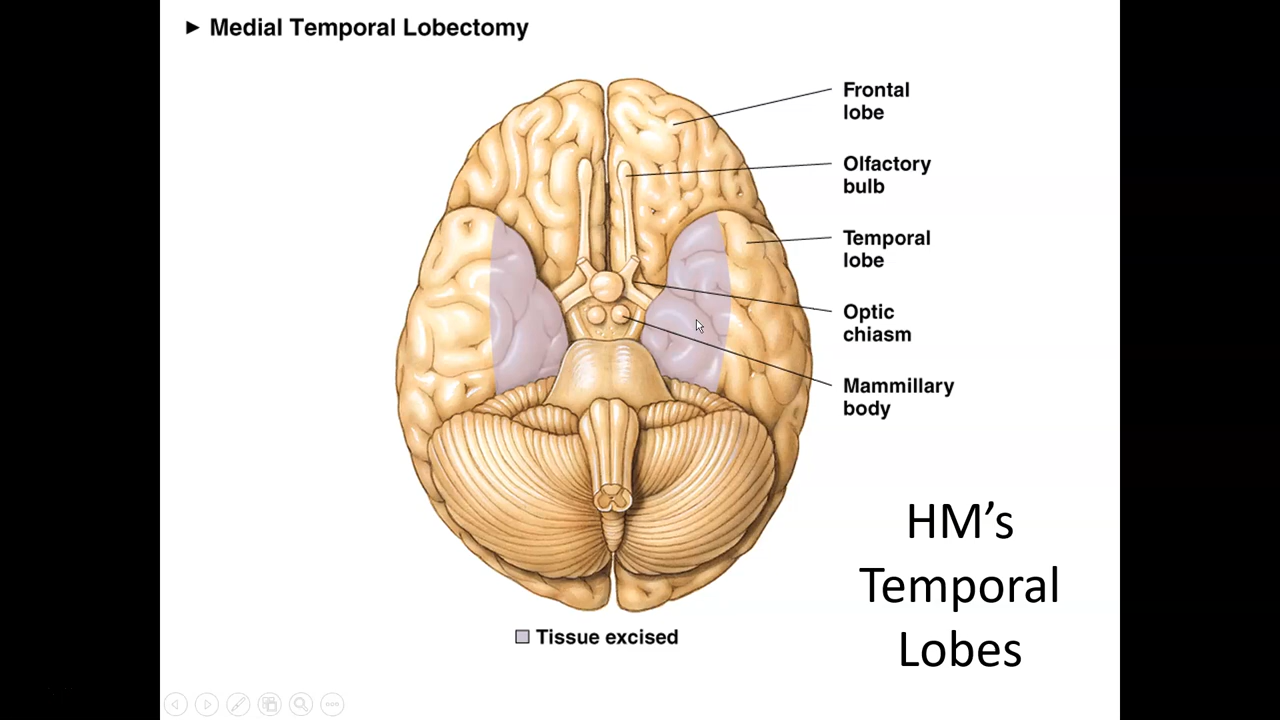 ► Medial Temporal Lobectomy
Frontal
lobe
Olfactory
bulb
Temporal
lobe
Optic
chiasm
Mammillary
body
HM’s
Temporal
Lobes
Tissue excised